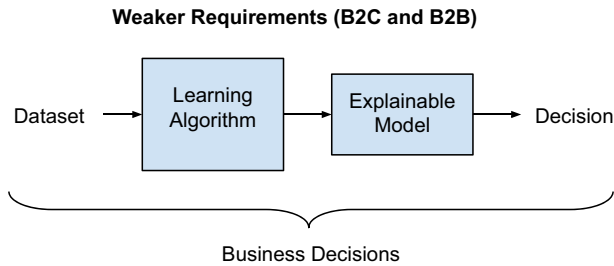 Weaker Requirements (B2C and B2B)
Dataset
Learning
Algorithm
Explainable
Model
Decision
Business Decisions